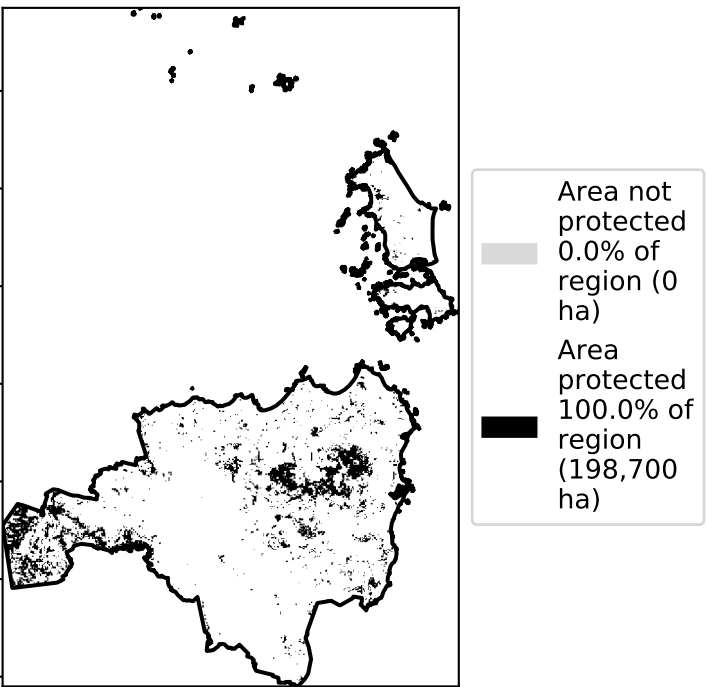 Area not
protected
0.0% of
region (0
ha)
Area
protected
100.0% of
region
(198,700
ha)